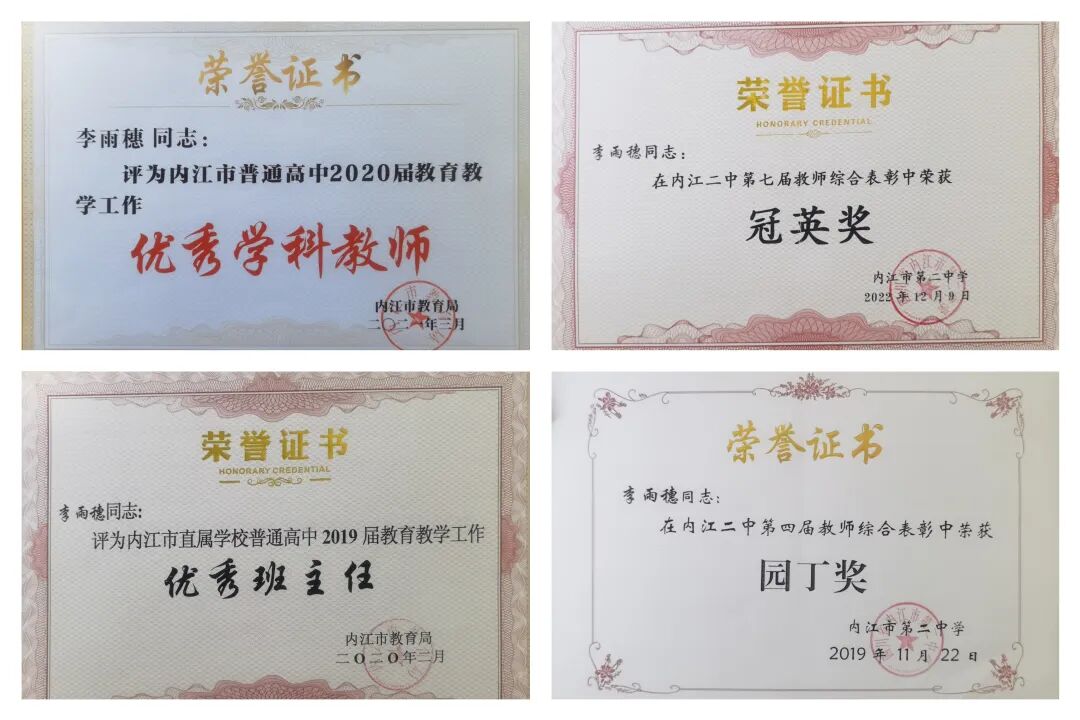 荣誉证书
李雨穗 同志：
评为内江市普通高中2020届教育教
学工作
优秀学科教师
内江市教育局
二〇二一年三月
荣誉证书
HONORARY CREDENTIAL
李雨穗同志：
在内江二中第七届教师综合表彰中荣获
冠英奖
内江市第二中学
2022 年 12 月 9 日
荣誉证书
HONORARY CREDENTIAL
李雨穗同志：
评为内江市直属学校普通高中 2019 届教育教学工作
优秀班主任
内江市教育局
二〇二〇年二月
荣誉证书
李雨穗同志：
在内江二中第四届教师综合表彰中荣获
园丁奖
内江市第二中学
2019 年 11 月 22 日